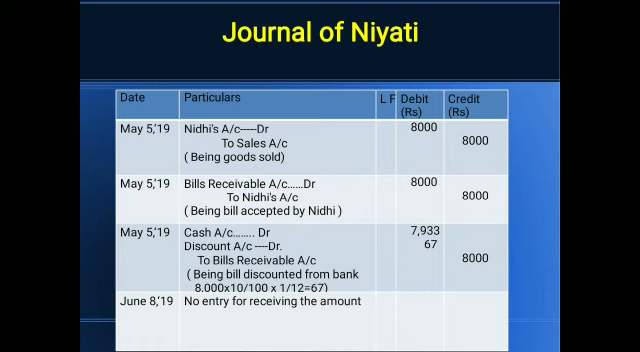 Journal of Niyati
Date Particulars L F Debit (Rs) Credit (Rs)
May 5,'19 Nidhi's A/c-----Dr 8000
To Sales A/c 8000
( Being goods sold)
May 5,'19 Bills Receivable A/c......Dr 8000
To Nidhi's A/c 8000
( Being bill accepted by Nidhi )
May 5,'19 Cash A/c........ Dr 7,933
Discount A/c ----Dr. 67
To Bills Receivable A/c 8000
( Being bill discounted from bank
8,000x10/100 x 1/12=67)
June 8,'19 No entry for receiving the amount